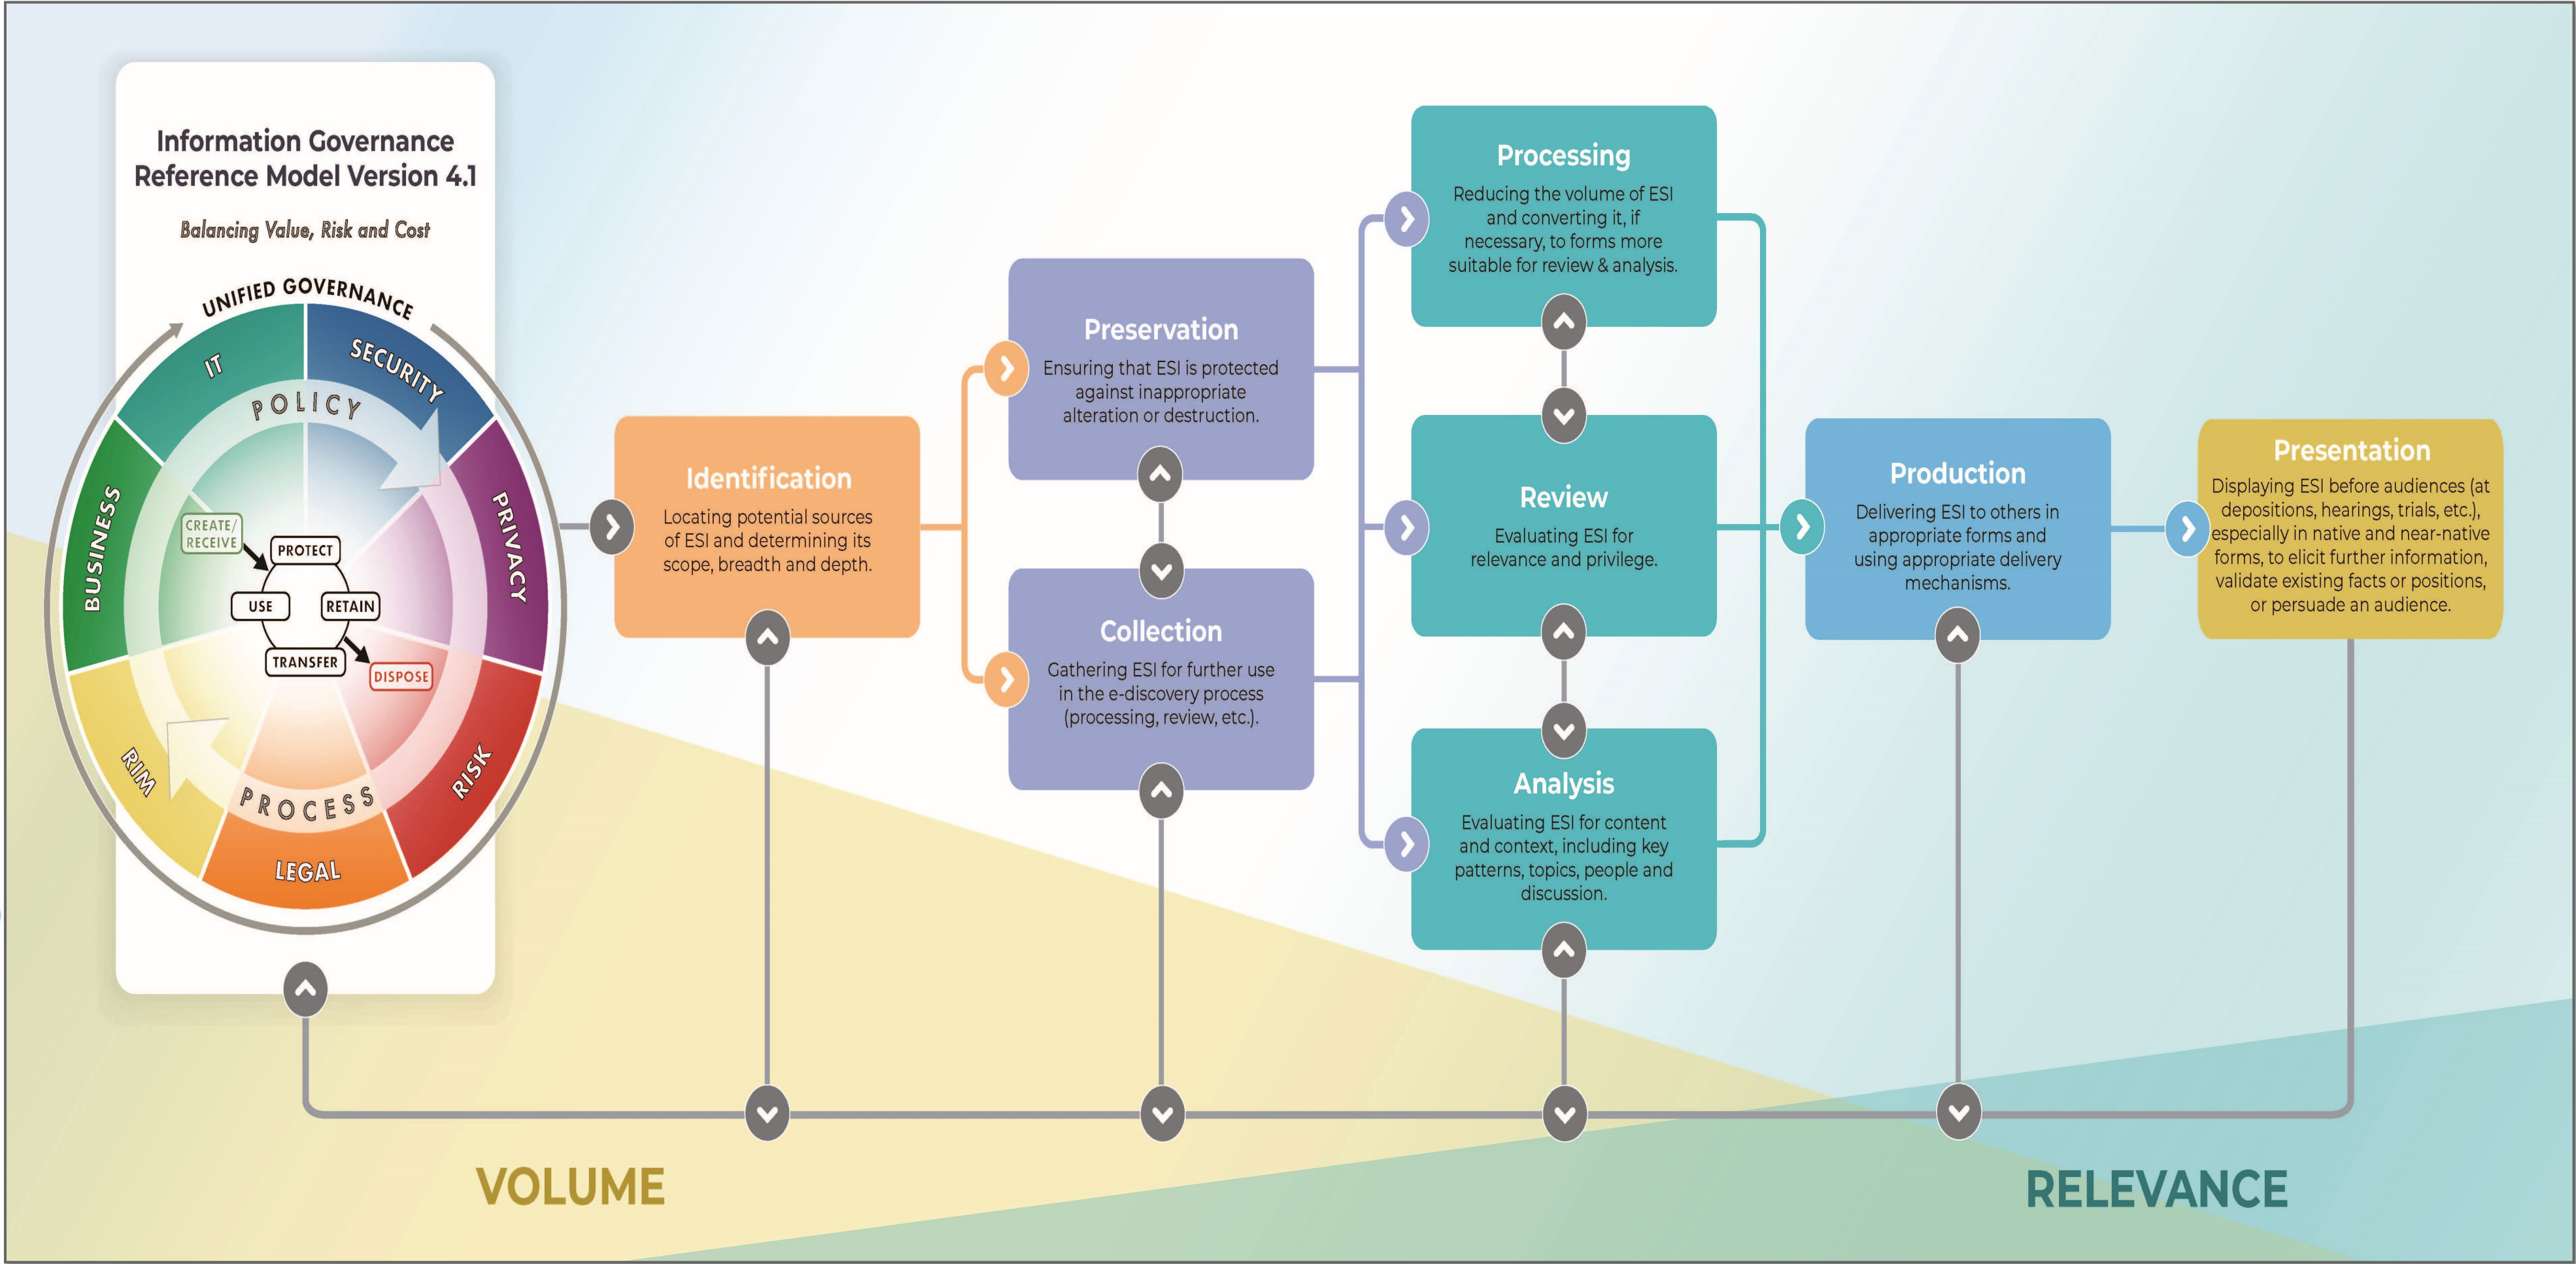 Information Governance
Reference Model Version 4.1
Balancing Value, Risk and Cost
UNIFIED GOVERNANCE
IT
SECURITY
POLICY
BUSINESS
PRIVACY
CREATE/
RECEIVE
PROTECT
USE
RETAIN
TRANSFER
DISPOSE
RIM
RISK
PROCESS
LEGAL
Identification
Locating potential sources
of ESI and determining its
scope, breadth and depth.
Preservation
Ensuring that ESI is protected
against inappropriate
alteration or destruction.
Collection
Gathering ESI for further use
in the e-discovery process
(processing, review, etc.).
Processing
Reducing the volume of ESI
and converting it, if
necessary, to forms more
suitable for review & analysis.
Review
Evaluating ESI for
relevance and privilege.
Analysis
Evaluating ESI for content
and context, including key
patterns, topics, people and
discussion.
Production
Delivering ESI to others in
appropriate forms and
using appropriate delivery
mechanisms.
Presentation
Displaying ESI before audiences (at
depositions, hearings, trials, etc.),
especially in native and near-native
forms, to elicit further information,
validate existing facts or positions,
or persuade an audience.
VOLUME
RELEVANCE